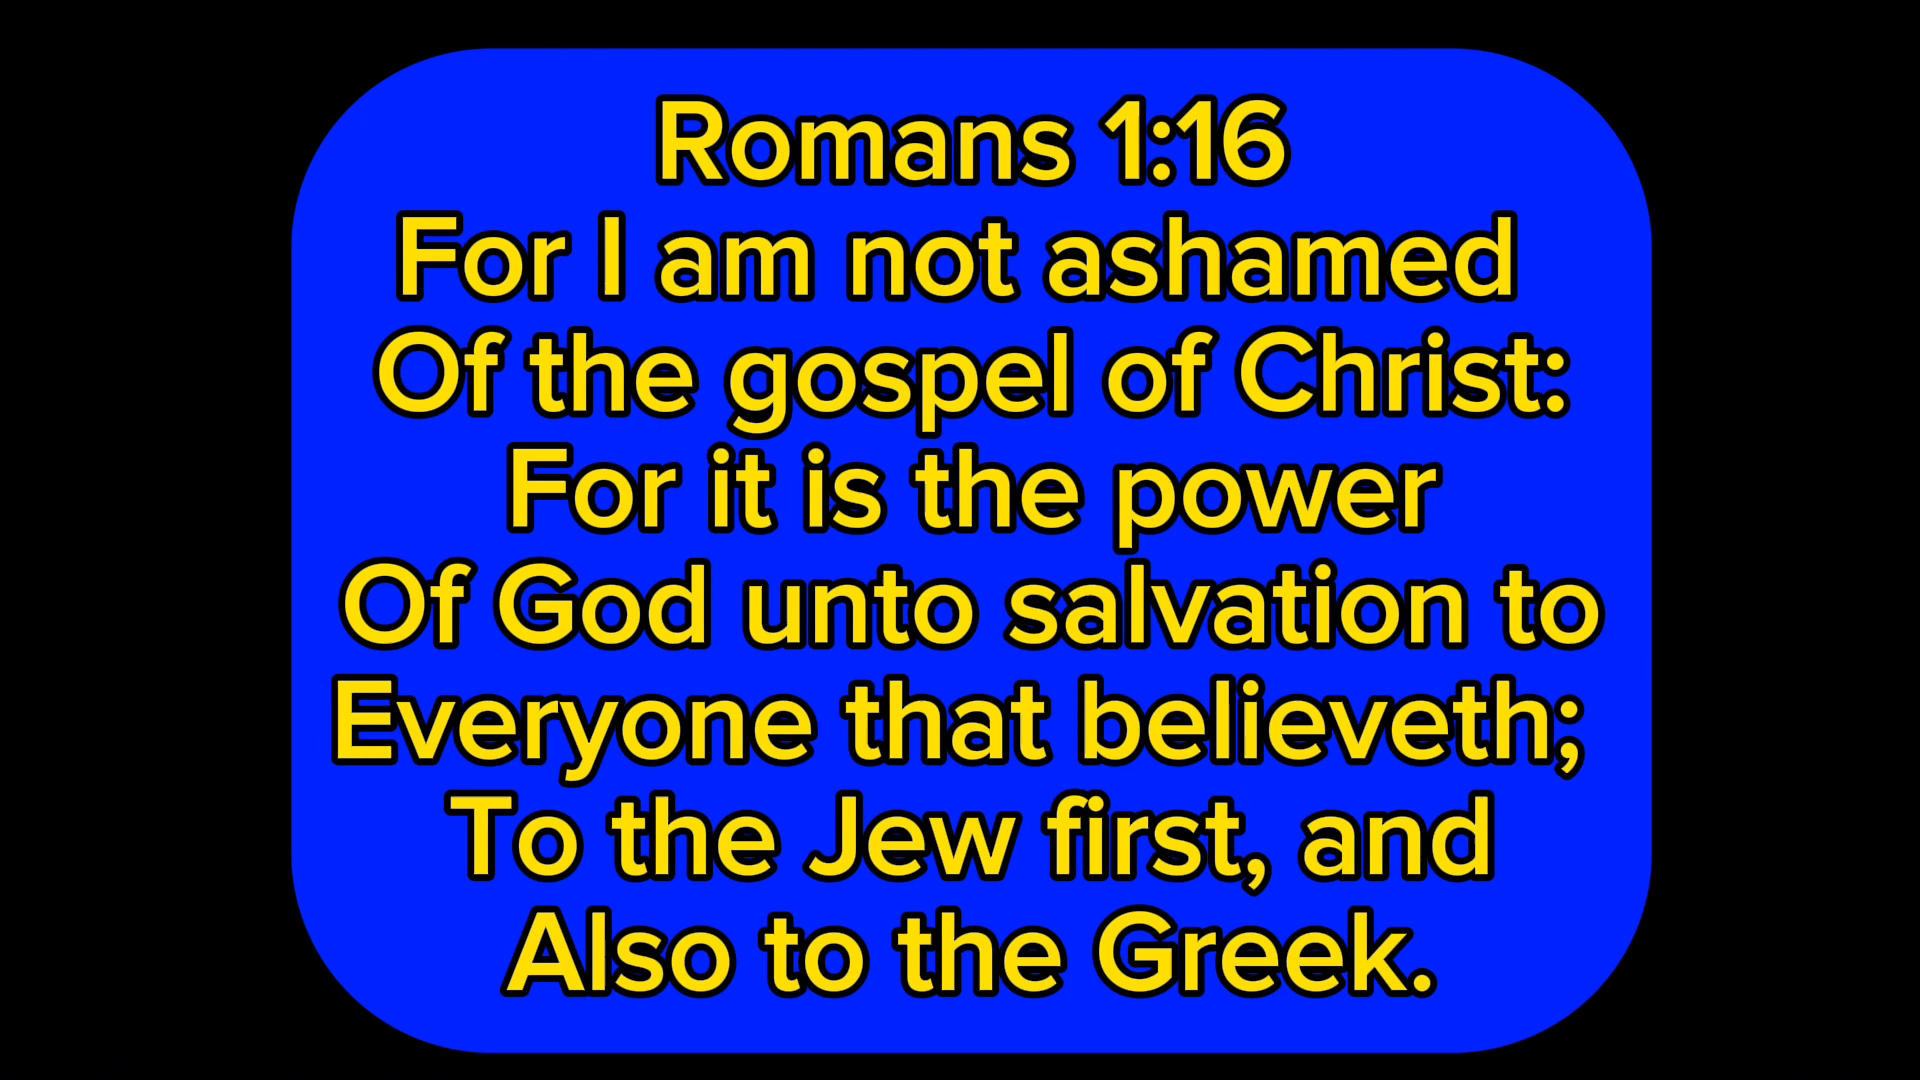 Romans 1:16
For I am not ashamed
Of the gospel of Christ:
For it is the power
Of God unto salvation to
Everyone that believeth;
To the Jew first, and
Also to the Greek.